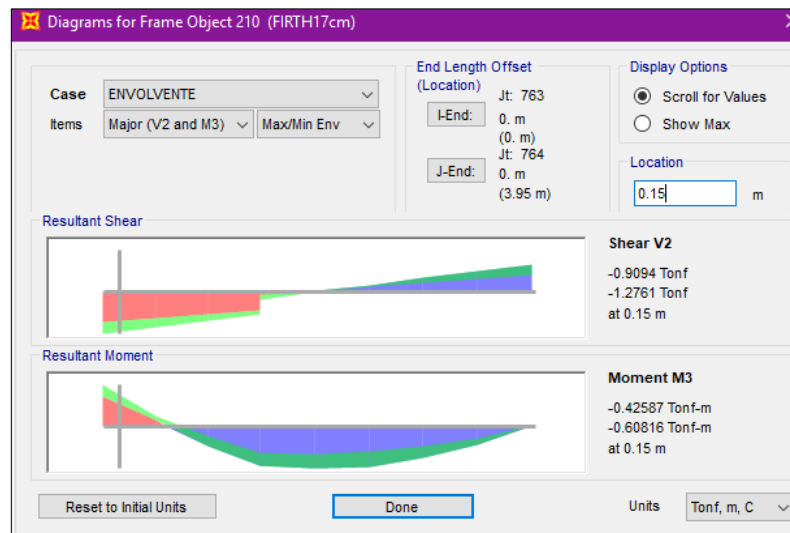 Diagrams for Frame Object 210 (FIRTH17cm)
Case ENVOLVENTE
Items Major (V2 and M3) Max/Min Env
End Length Offset
(Location)
I-End: Jt: 763
0. m
(0. m)
J-End: Jt: 764
0. m
(3.95 m)
Display Options
Scroll for Values
Show Max
Location
0.15 m
Resultant Shear
Shear V2
-0.9094 Tonf
-1.2761 Tonf
at 0.15 m
Resultant Moment
Moment M3
-0.42587 Tonf-m
-0.60816 Tonf-m
at 0.15 m
Reset to Initial Units Done Units Tonf, m, C